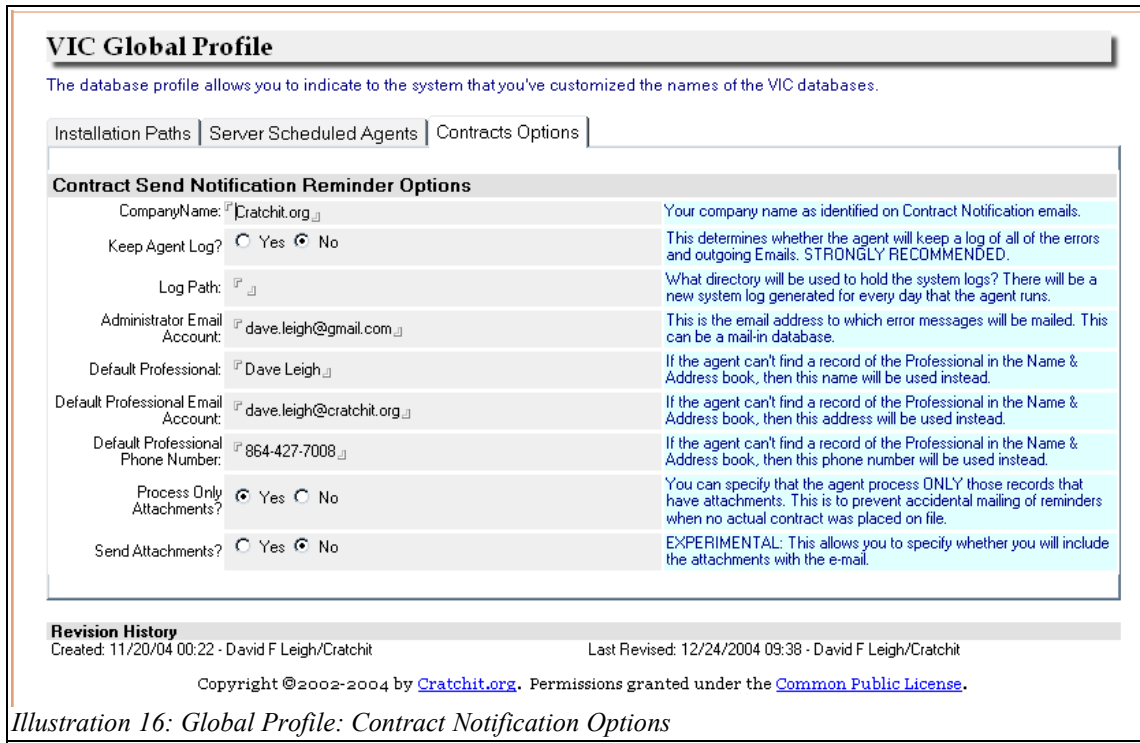 VIC Global Profile
The database profile allows you to indicate to the system that you've customized the names of the VIC databases.
Installation Paths Server Scheduled Agents Contracts Options
Contract Send Notification Reminder Options
CompanyName: Cratchit.org
Your company name as identified on Contract Notification emails.
Keep Agent Log? Yes No
This determines whether the agent will keep a log of all of the errors
and outgoing Emails. STRONGLY RECOMMENDED.
Log Path:
What directory will be used to hold the system logs? There will be a
new system log generated for every day that the agent runs.
Administrator Email
Account: dave.leigh@gmail.com
This is the email address to which error messages will be mailed. This
can be a mail-in database.
Default Professional: Dave Leigh
If the agent can't find a record of the Professional in the Name &
Address book, then this name will be used instead.
Default Professional Email
Account: dave.leigh@cratchit.org
If the agent can't find a record of the Professional in the Name &
Address book, then this address will be used instead.
Default Professional
Phone Number: 864-427-7008
If the agent can't find a record of the Professional in the Name &
Address book, then this phone number will be used instead.
Process Only
Attachments? Yes No
You can specify that the agent process ONLY those records that
have attachments. This is to prevent accidental mailing of reminders
when no actual contract was placed on file.
Send Attachments? Yes No
EXPERIMENTAL: This allows you to specify whether you will include
the attachments with the e-mail.
Revision History
Created: 11/20/04 00:22 - David F Leigh/Cratchit
Last Revised: 12/24/2004 09:38 - David F Leigh/Cratchit
Copyright ©2002-2004 by Cratchit.org. Permissions granted under the Common Public License.
Illustration 16: Global Profile: Contract Notification Options